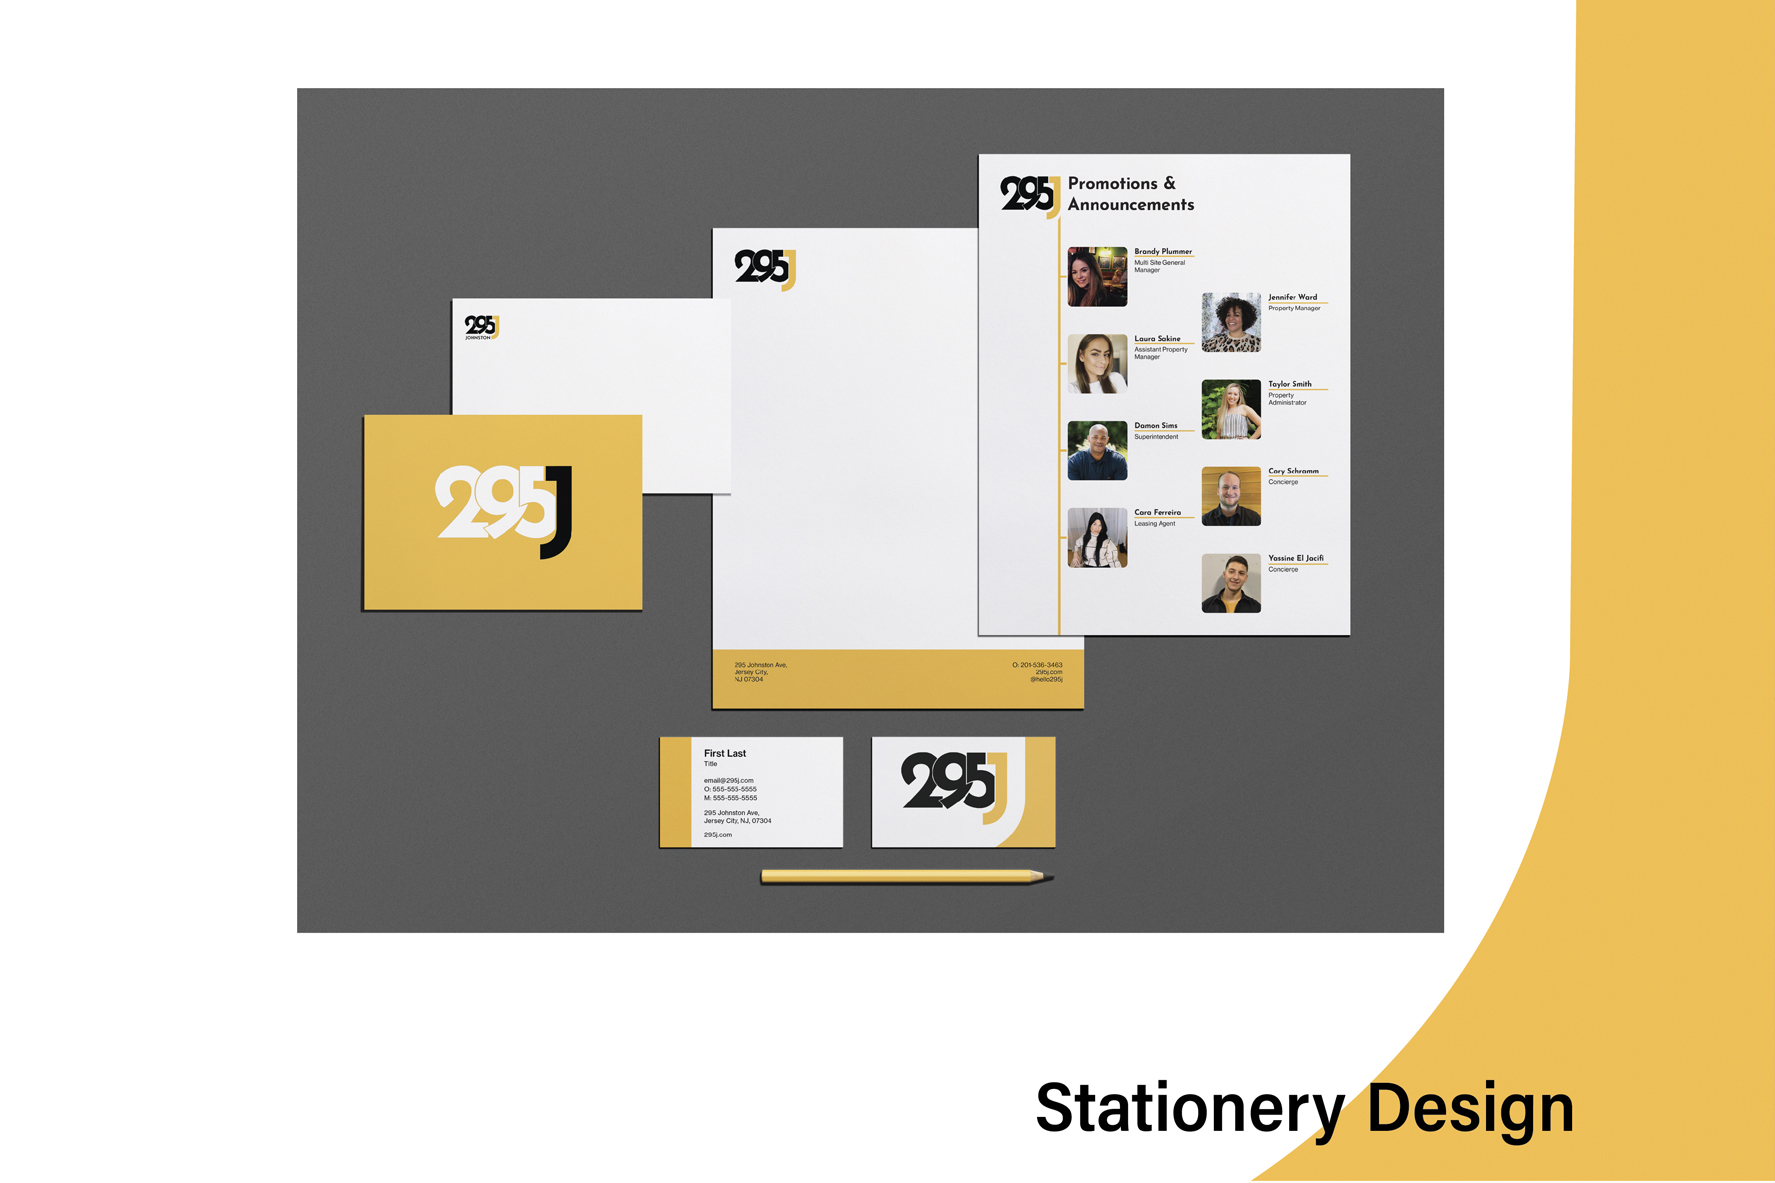 295J
Promotions &
Announcements
Brandy Plummer
Multi Site General
Manager
Jennifer Ward
Property Manager
Laura Sakine
Assistant Property
Manager
Taylor Smith
Property
Administrator
Damon Sims
Superintendent
Cory Schramm
Concierge
Cara Ferreira
Leasing Agent
Yassine El Jacifi
Concierge
295J
295 Johnston Ave,
Jersey City,
NJ 07304
O: 201-536-3463
295j.com
@hello295j
295J
JOHNSTON
295J
First Last
Title
email@295j.com
O: 555-555-5555
M: 555-555-5555
295 Johnston Ave,
Jersey City, NJ, 07304
295j.com
295J
Stationery Design